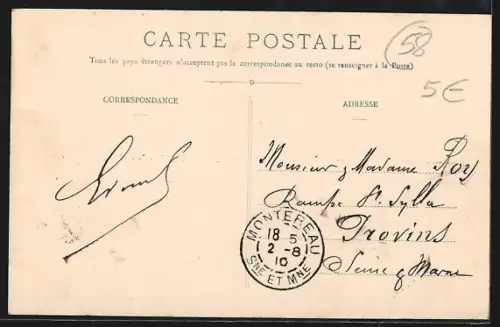 CARTE POSTALE
Tous les pays étrangers n'acceptent pas la correspondance au recto (se renseigner à la Poste)
58
5€
CORRESPONDANCE
ADRESSE
Monsieur & Madame Roy
Rampe St. Sylla
Provins
Seine & Marne
MONTEREAU
18 5
2 - 8
10
SNE ET MNE